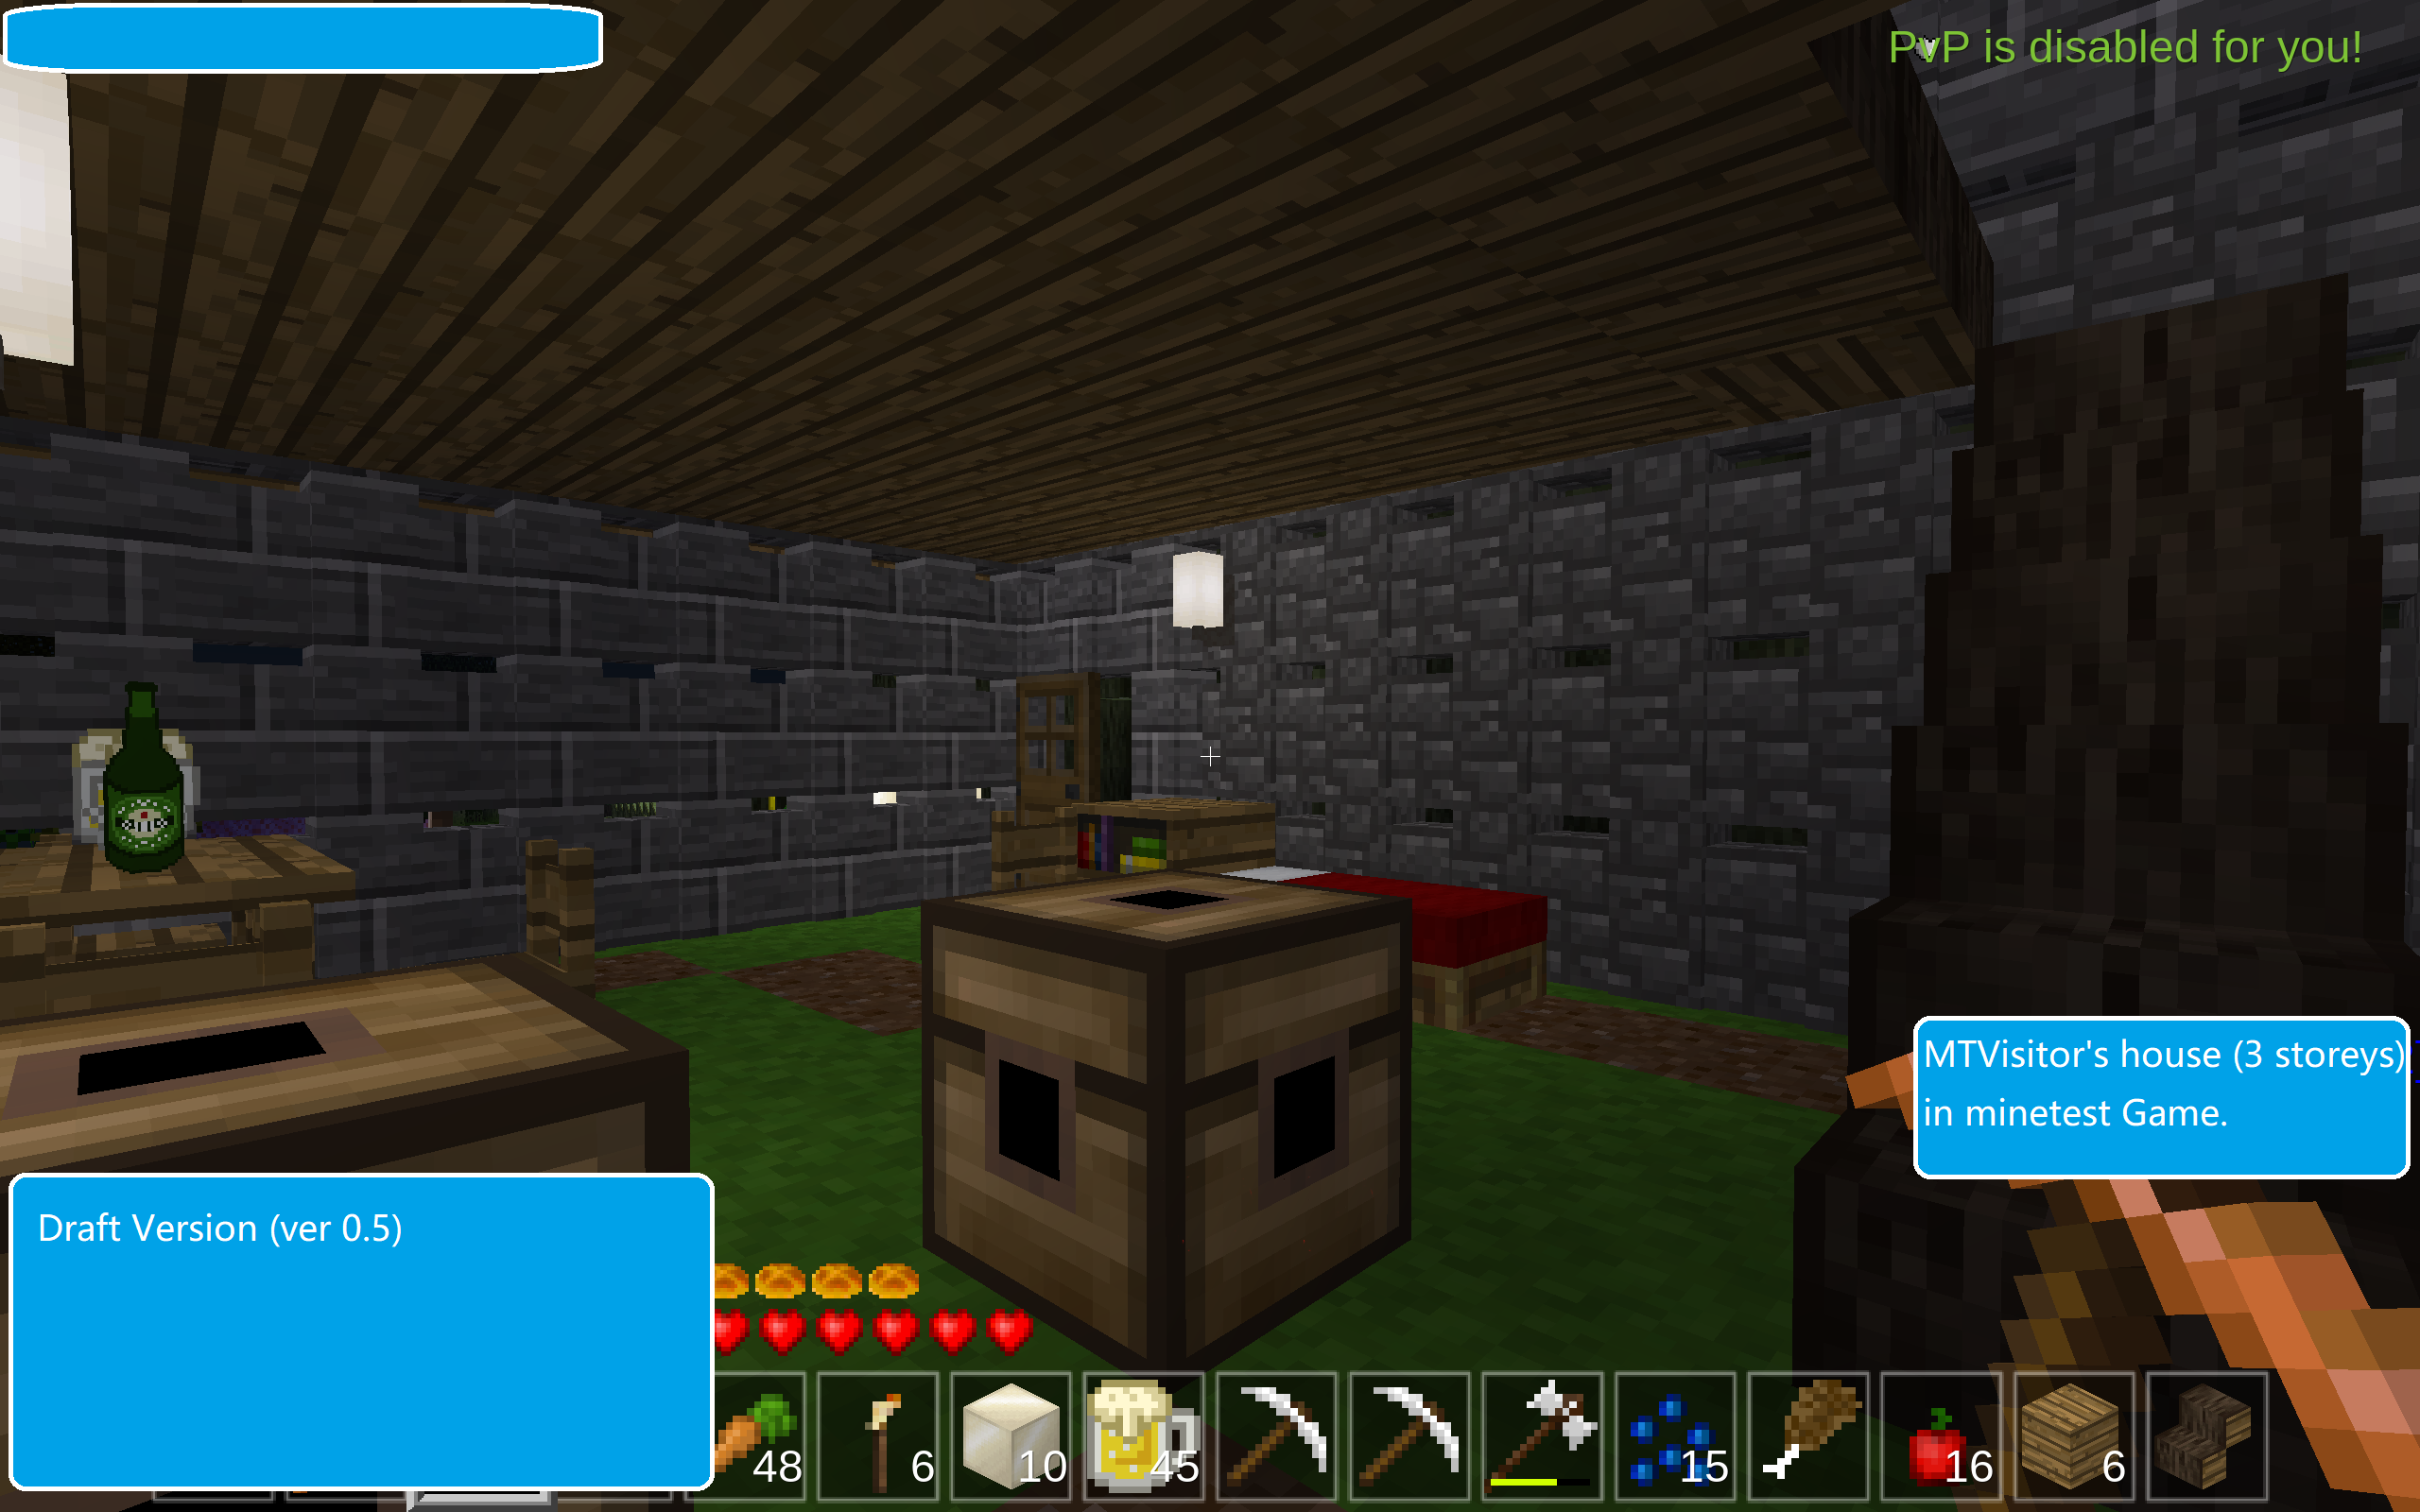 PvP is disabled for you!
MTVisitor's house (3 storeys)
in minetest Game.
Draft Version (ver 0.5)
48
6
10
45
15
16
6